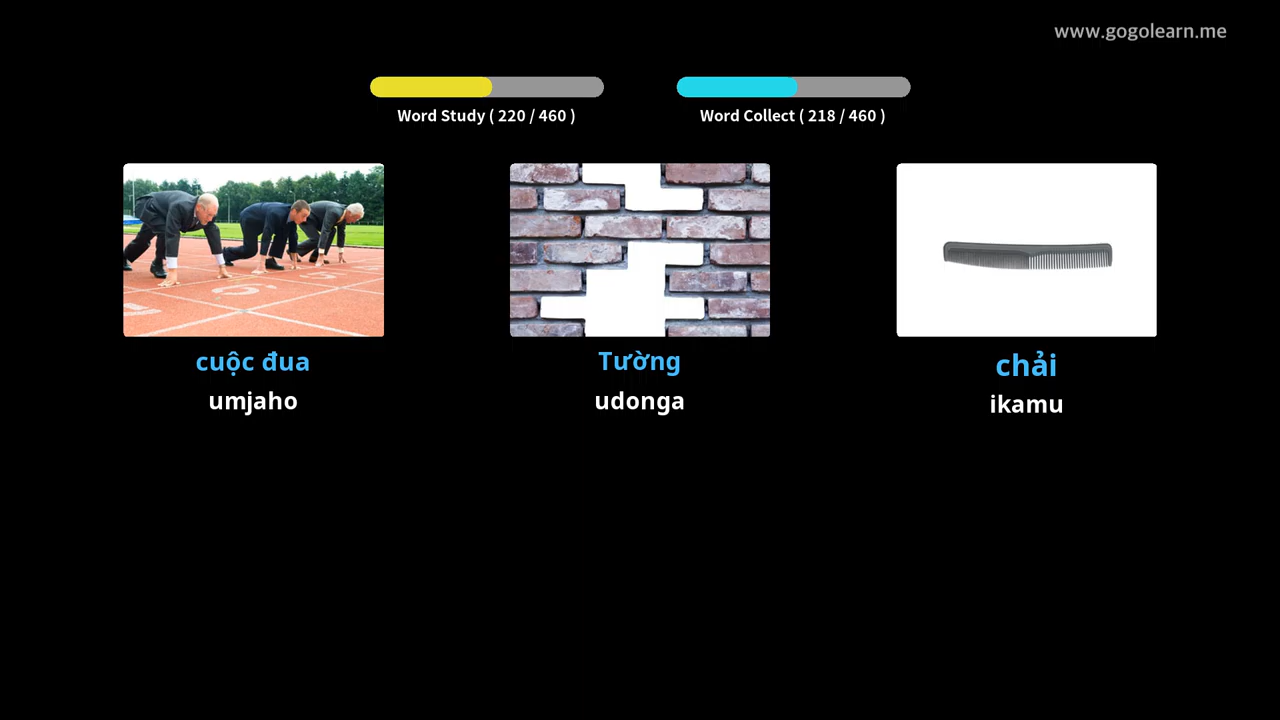 www.gogolearn.me
Word Study ( 220 / 460 )
Word Collect ( 218 / 460 )
cuộc đua
umjaho
Tường
udonga
chải
ikamu